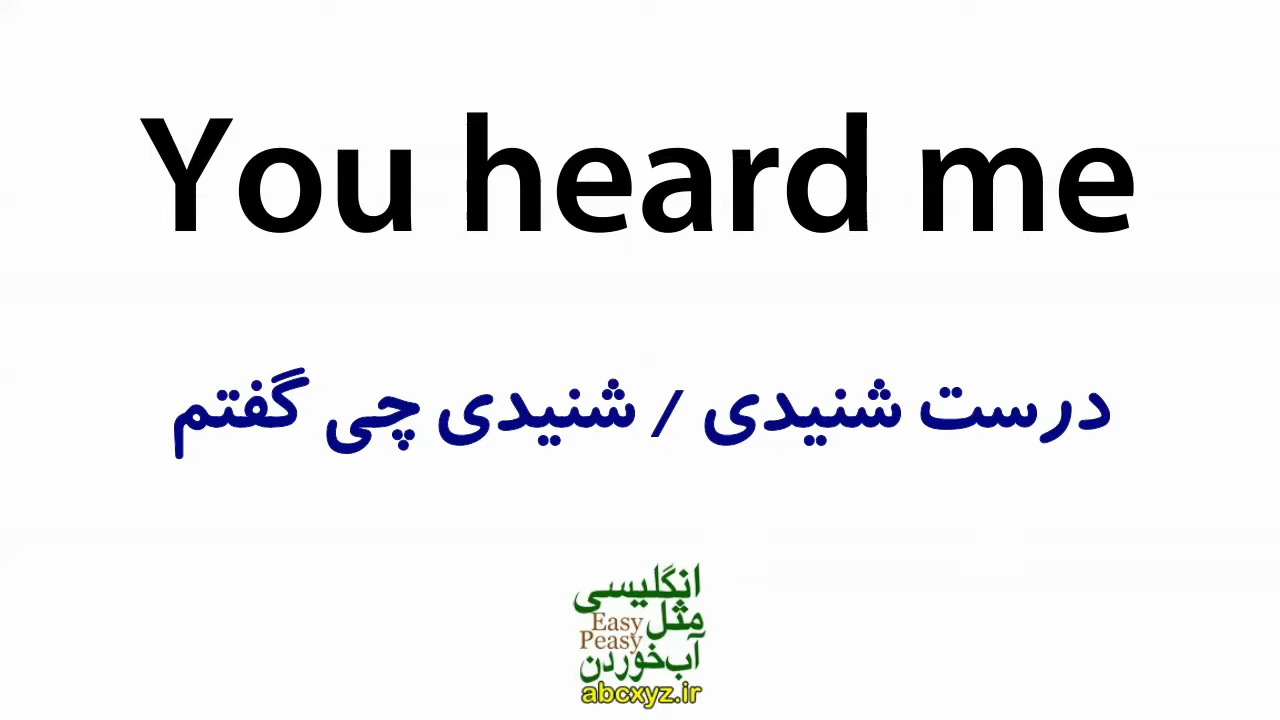 You heard me
درست شنیدی / شنیدی چی گفتم
انگلیسی
مثل Easy
Peasy
آب‌خوردن
abcxyz.ir